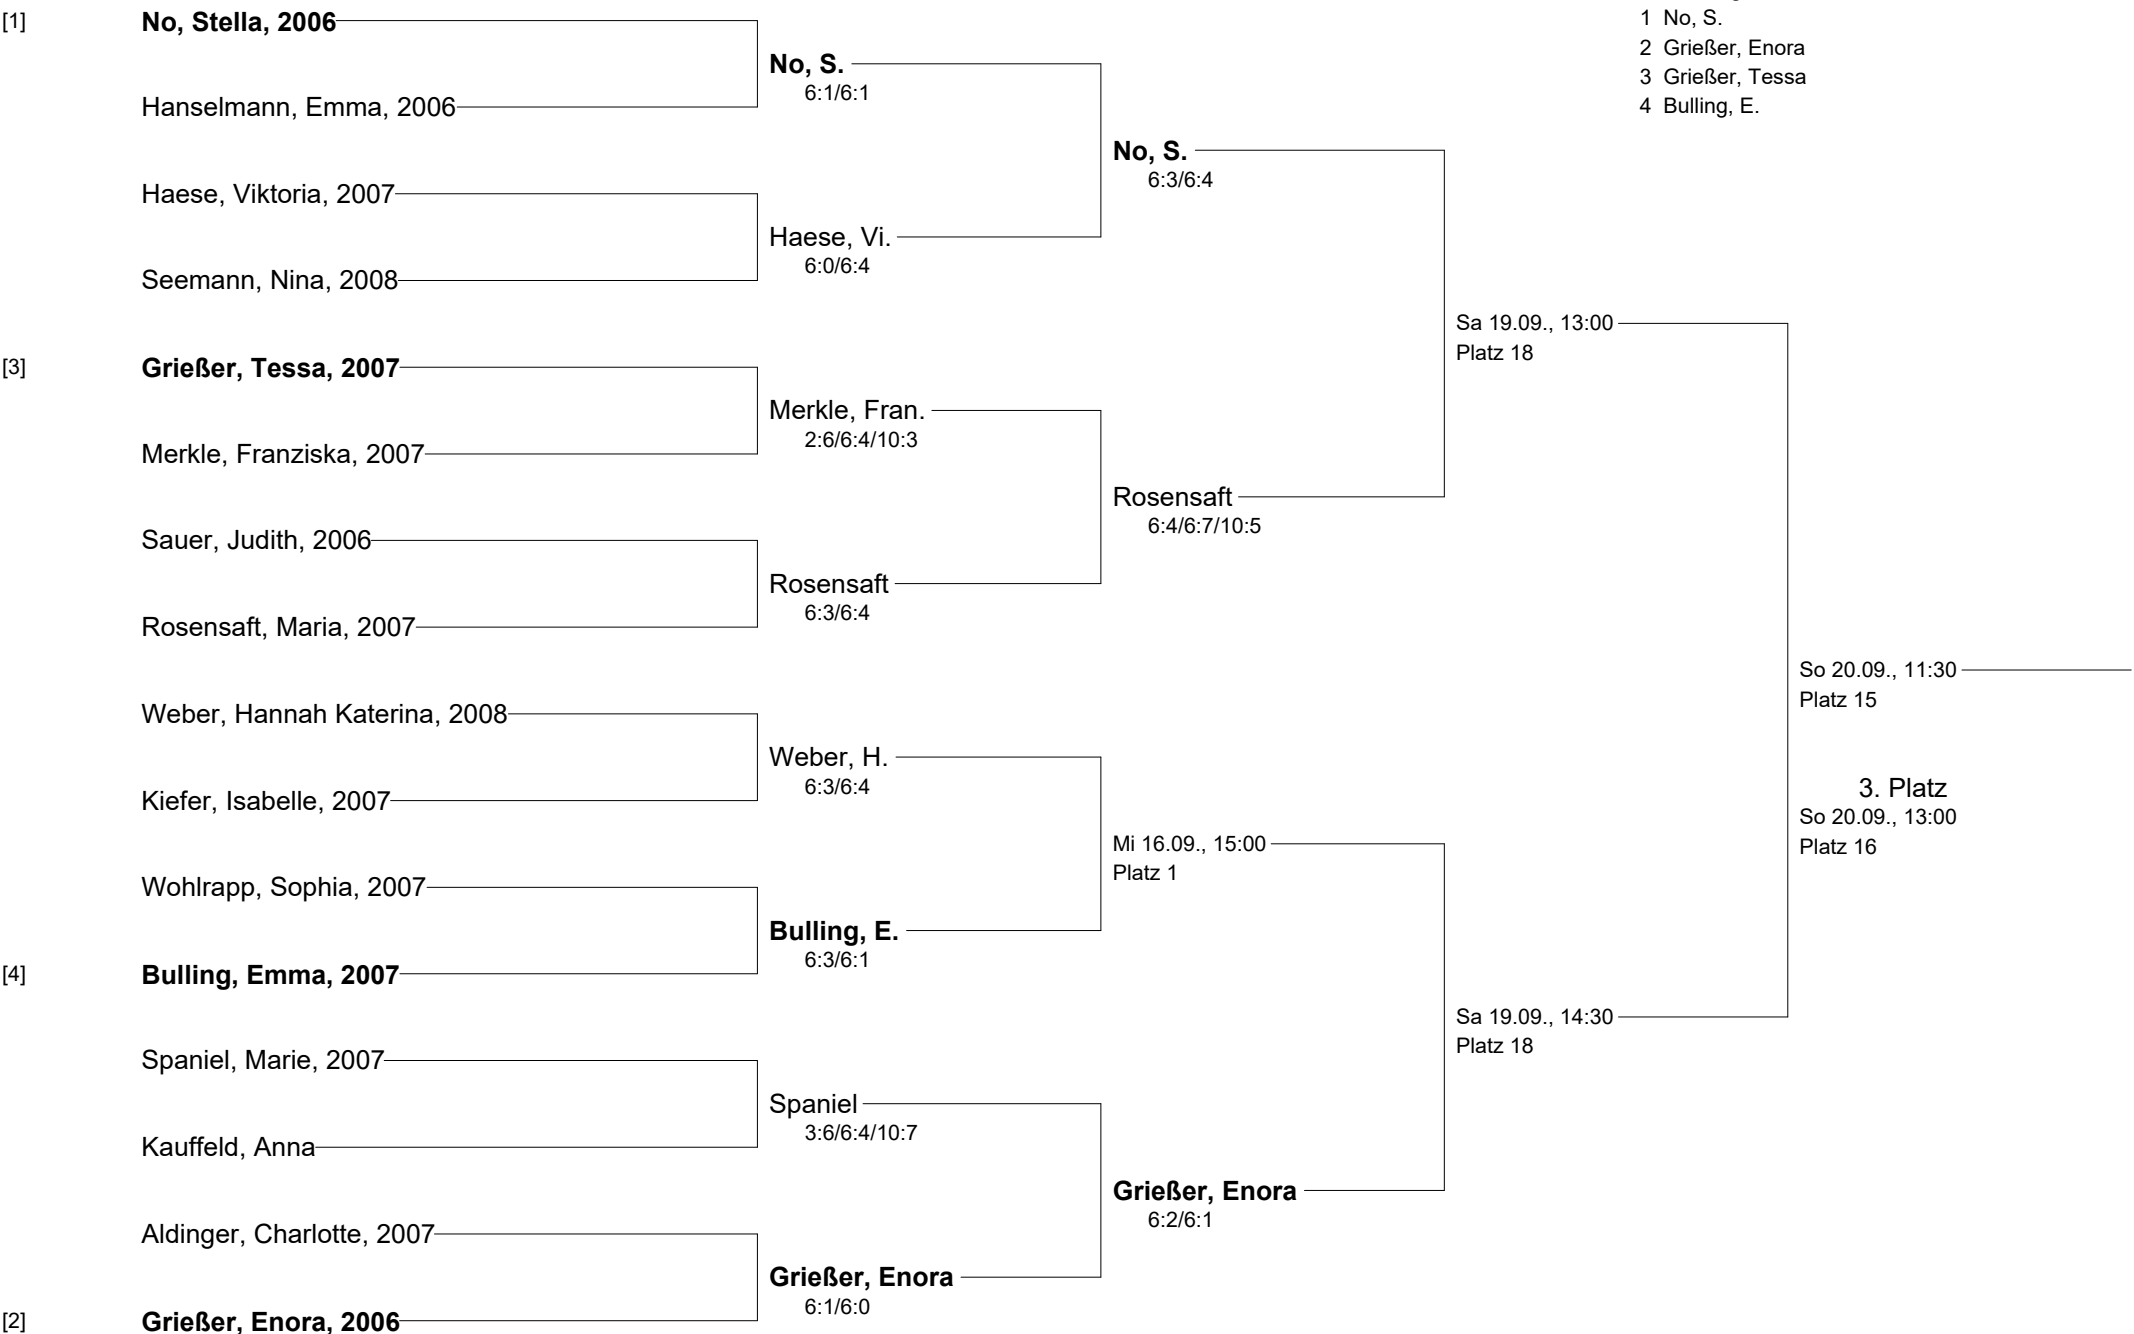 [1] No, Stella, 2006
Hanselmann, Emma, 2006
Haese, Viktoria, 2007
Seemann, Nina, 2008
[3] Grießer, Tessa, 2007
Merkle, Franziska, 2007
Sauer, Judith, 2006
Rosensaft, Maria, 2007
Weber, Hannah Katerina, 2008
Kiefer, Isabelle, 2007
Wohlrapp, Sophia, 2007
[4] Bulling, Emma, 2007
Spaniel, Marie, 2007
Kauffeld, Anna
Aldinger, Charlotte, 2007
[2] Grießer, Enora, 2006
No, S.
6:1/6:1
Haese, Vi.
6:0/6:4
Merkle, Fran.
2:6/6:4/10:3
Rosensaft
6:3/6:4
Weber, H.
6:3/6:4
Bulling, E.
6:3/6:1
Spaniel
3:6/6:4/10:7
Grießer, Enora
6:1/6:0
No, S.
6:3/6:4
Rosensaft
6:4/6:7/10:5
Mi 16.09., 15:00
Platz 1
Grießer, Enora
6:2/6:1
Sa 19.09., 13:00
Platz 18
Sa 19.09., 14:30
Platz 18
So 20.09., 11:30
Platz 15
3. Platz
So 20.09., 13:00
Platz 16
1 No, S.
2 Grießer, Enora
3 Grießer, Tessa
4 Bulling, E.